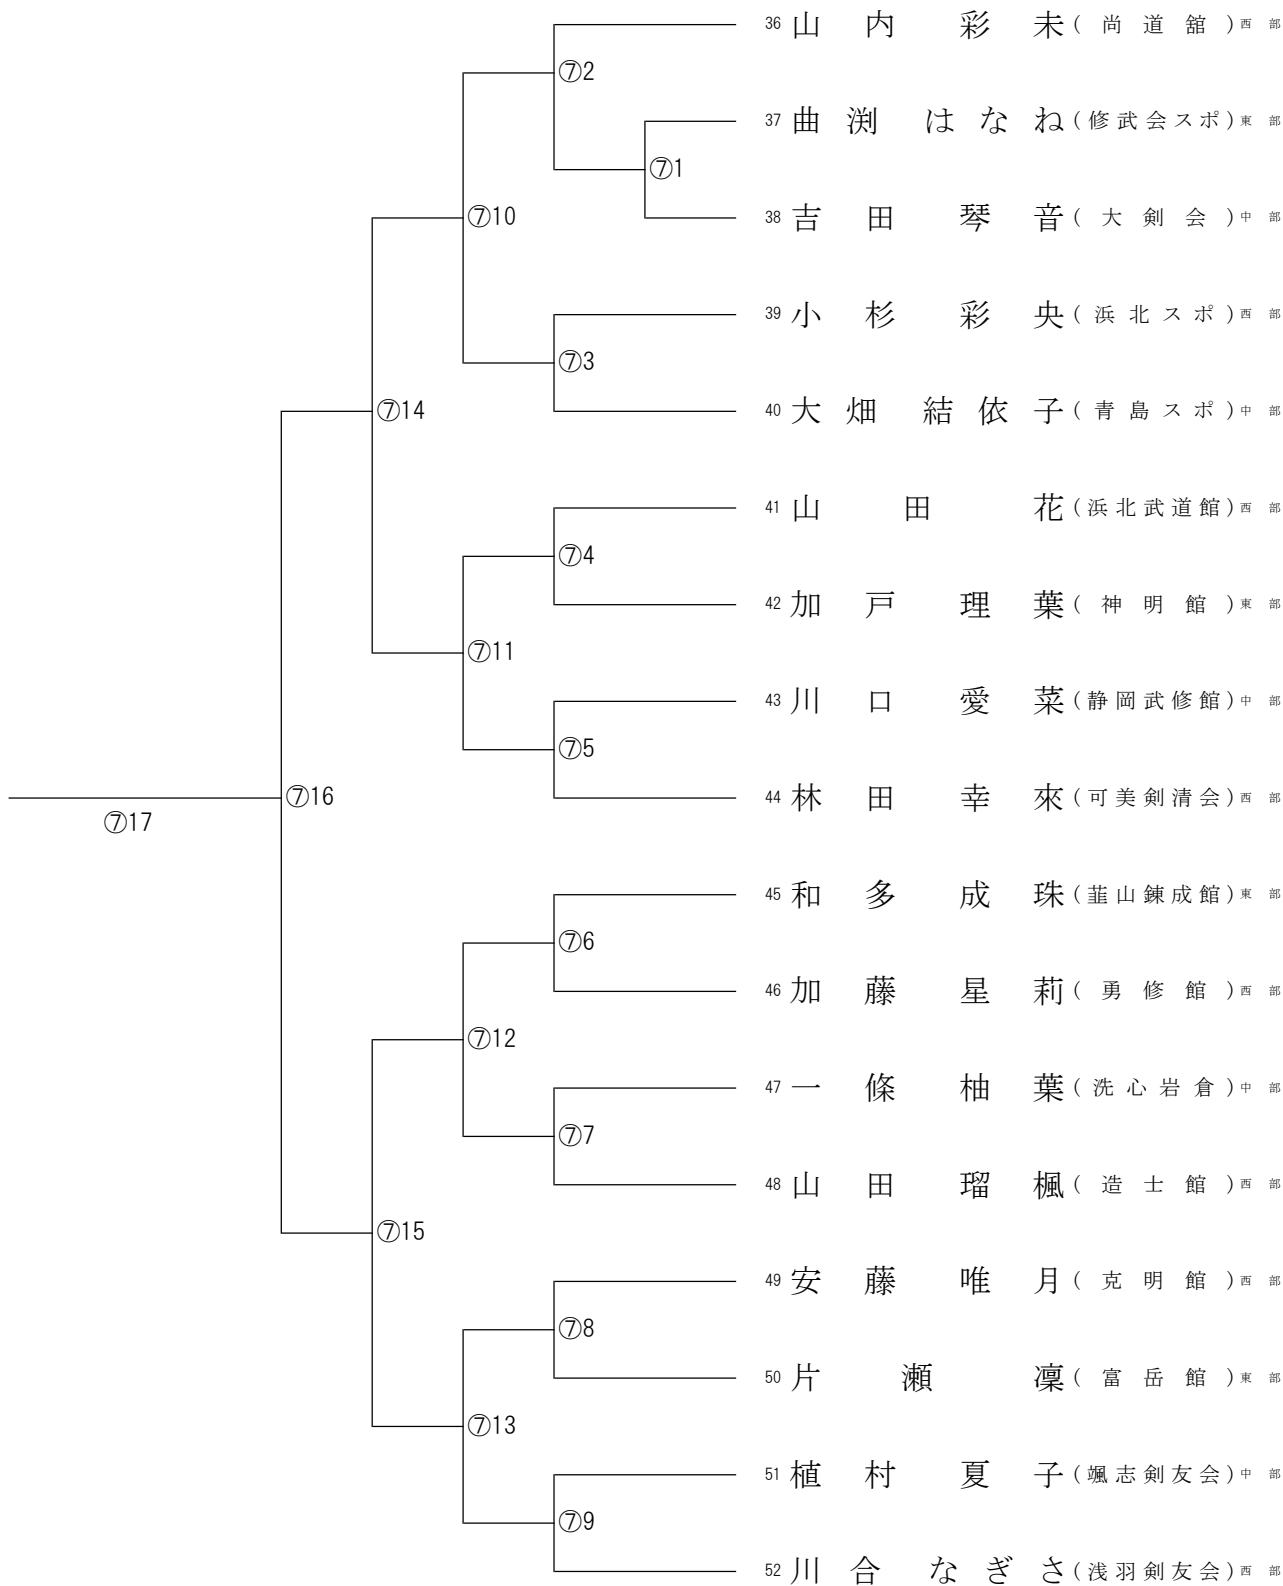 36 山内 彩未 (尚道舘) 西部
⑦2
37 曲渕 はなね (修武会スポ) 東部
⑦1
38 吉田 琴音 (大剣会) 中部
⑦10
39 小杉 彩央 (浜北スポ) 西部
⑦3
40 大畑 結依子 (青島スポ) 中部
⑦14
41 山田 花 (浜北武道館) 西部
⑦4
42 加戸 理葉 (神明館) 東部
⑦11
43 川口 愛菜 (静岡武修館) 中部
⑦5
44 林田 幸來 (可美剣清会) 西部
⑦16
⑦17
45 和多 成珠 (韮山錬成館) 東部
⑦6
46 加藤 星莉 (勇修館) 西部
⑦12
47 一條 柚葉 (洗心岩倉) 中部
⑦7
48 山田 瑠楓 (造士館) 西部
⑦15
49 安藤 唯月 (克明館) 西部
⑦8
50 片瀬 凜 (富岳館) 東部
⑦13
51 植村 夏子 (颯志剣友会) 中部
⑦9
52 川合 なぎさ (浅羽剣友会) 西部